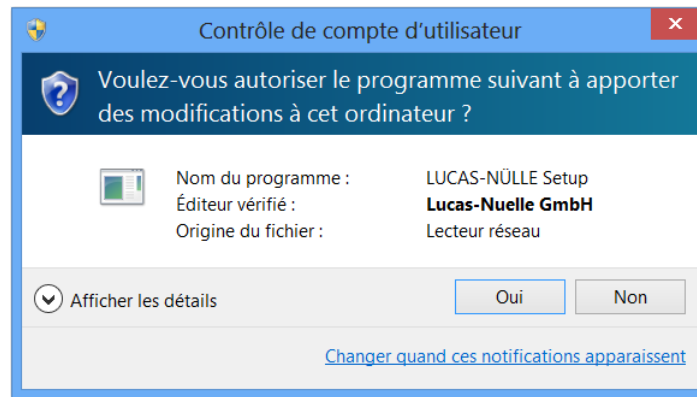 Contrôle de compte d'utilisateur
Voulez-vous autoriser le programme suivant à apporter
des modifications à cet ordinateur ?
Nom du programme : LUCAS-NÜLLE Setup
Éditeur vérifié : Lucas-Nuelle GmbH
Origine du fichier : Lecteur réseau
Afficher les détails Oui Non
Changer quand ces notifications apparaissent